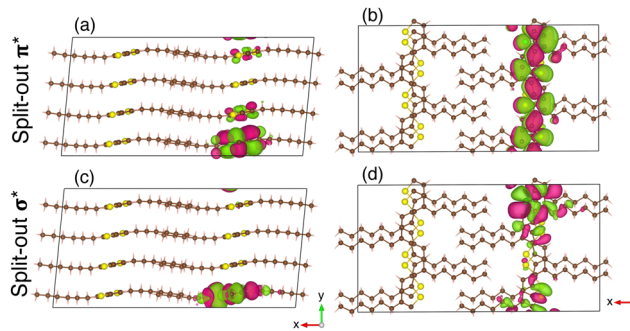 (a)
(b)
Split-out π*
(c)
(d)
Split-out σ*
y
x
x